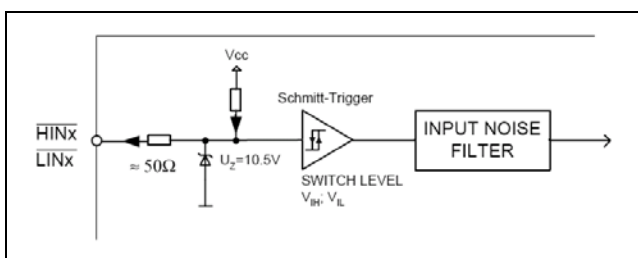 Vcc
Schmitt-Trigger
HINx
LINx
≈ 50Ω
U_Z=10.5V
INPUT NOISE
FILTER
SWITCH LEVEL
V_IH; V_IL